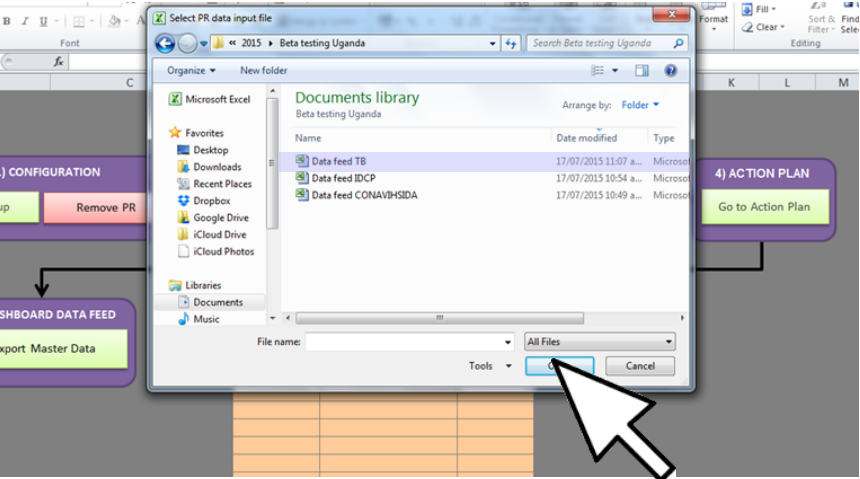 Select PR data input file
B I U
Font
fx
Format
Fill
Clear
Sort & Find
Filter Selec
Editing
« 2015 ▸ Beta testing Uganda
Search Beta testing Uganda
Organize
New folder
Microsoft Excel
Favorites
Desktop
Downloads
Recent Places
Dropbox
Google Drive
iCloud Drive
iCloud Photos
Libraries
Documents
Music
Documents library
Beta testing Uganda
Arrange by: Folder
Name Date modified Type
Data feed TB 17/07/2015 11:07 a... Microsof
Data feed IDCP 17/07/2015 10:54 a... Microsof
Data feed CONAVIHSIDA 17/07/2015 10:49 a... Microsof
File name:
All Files
Tools
Cancel
C
K L M
) CONFIGURATION
up
Remove PR
4) ACTION PLAN
Go to Action Plan
SHBOARD DATA FEED
xport Master Data